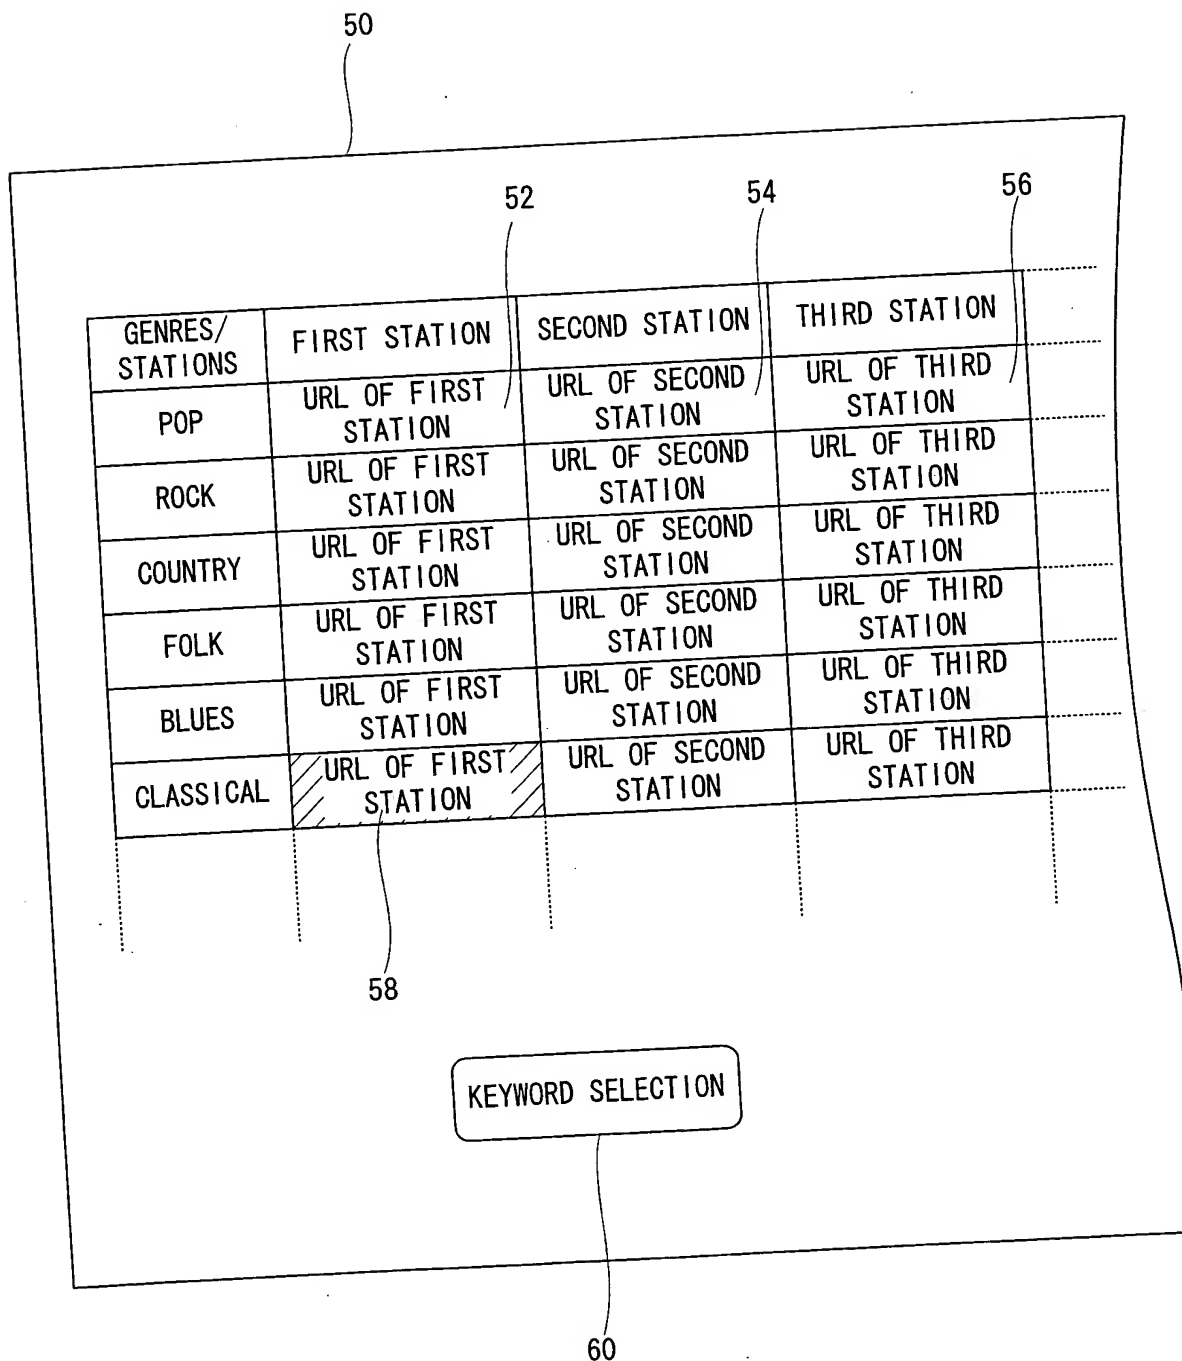 50
52
54
56
GENRES/
STATIONS
FIRST STATION
SECOND STATION
THIRD STATION
POP
URL OF FIRST
STATION
URL OF SECOND
STATION
URL OF THIRD
STATION
ROCK
URL OF FIRST
STATION
URL OF SECOND
STATION
URL OF THIRD
STATION
COUNTRY
URL OF FIRST
STATION
URL OF SECOND
STATION
URL OF THIRD
STATION
FOLK
URL OF FIRST
STATION
URL OF SECOND
STATION
URL OF THIRD
STATION
BLUES
URL OF FIRST
STATION
URL OF SECOND
STATION
URL OF THIRD
STATION
CLASSICAL
URL OF FIRST
STATION
URL OF SECOND
STATION
URL OF THIRD
STATION
58
KEYWORD SELECTION
60